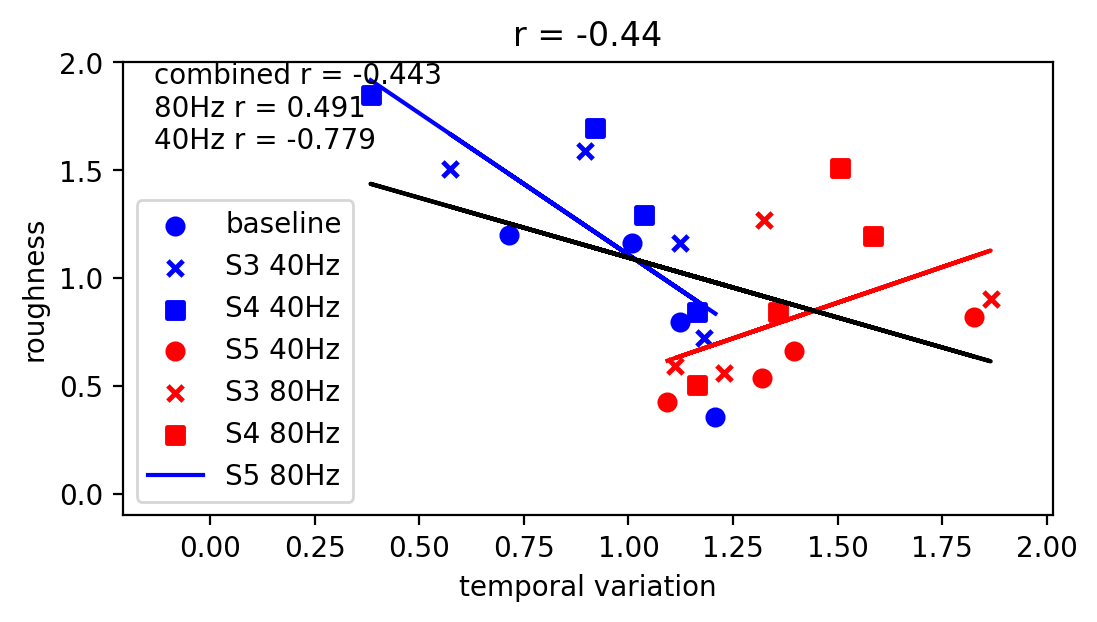 r = -0.44
combined r = -0.443
80Hz r = 0.491
40Hz r = -0.779
2.0
1.5
1.0
0.5
0.0
roughness
baseline
S3 40Hz
S4 40Hz
S5 40Hz
S3 80Hz
S4 80Hz
S5 80Hz
0.00 0.25 0.50 0.75 1.00 1.25 1.50 1.75 2.00
temporal variation